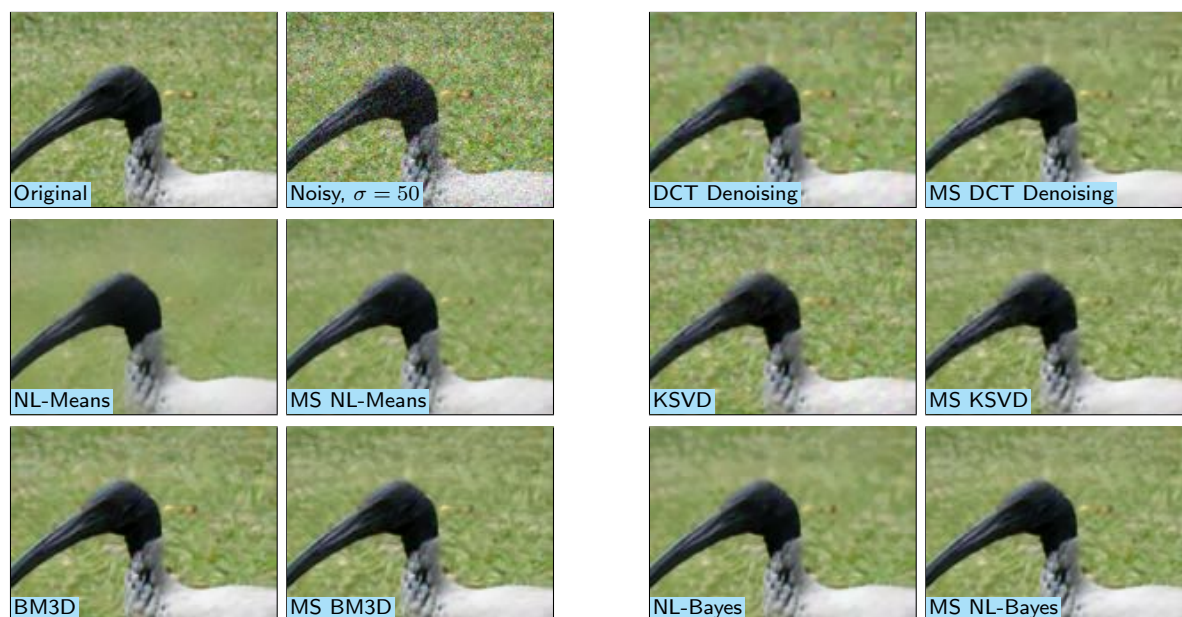 Original
Noisy, σ = 50
DCT Denoising
MS DCT Denoising
NL-Means
MS NL-Means
KSVD
MS KSVD
BM3D
MS BM3D
NL-Bayes
MS NL-Bayes